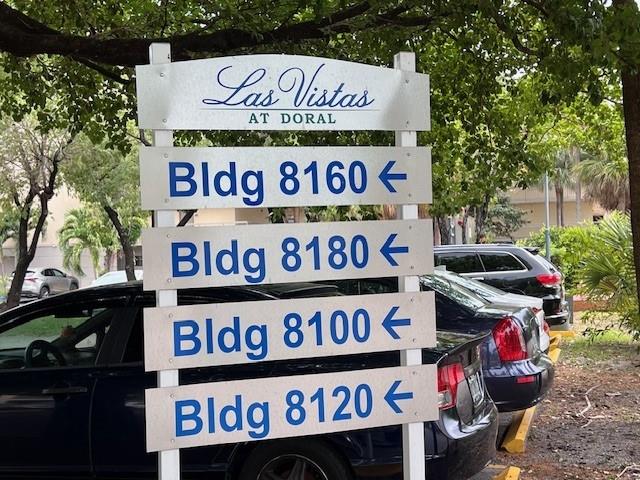 Las Vistas
AT DORAL
Bldg 8160 ←
Bldg 8180 ←
Bldg 8100 ←
Bldg 8120 ←